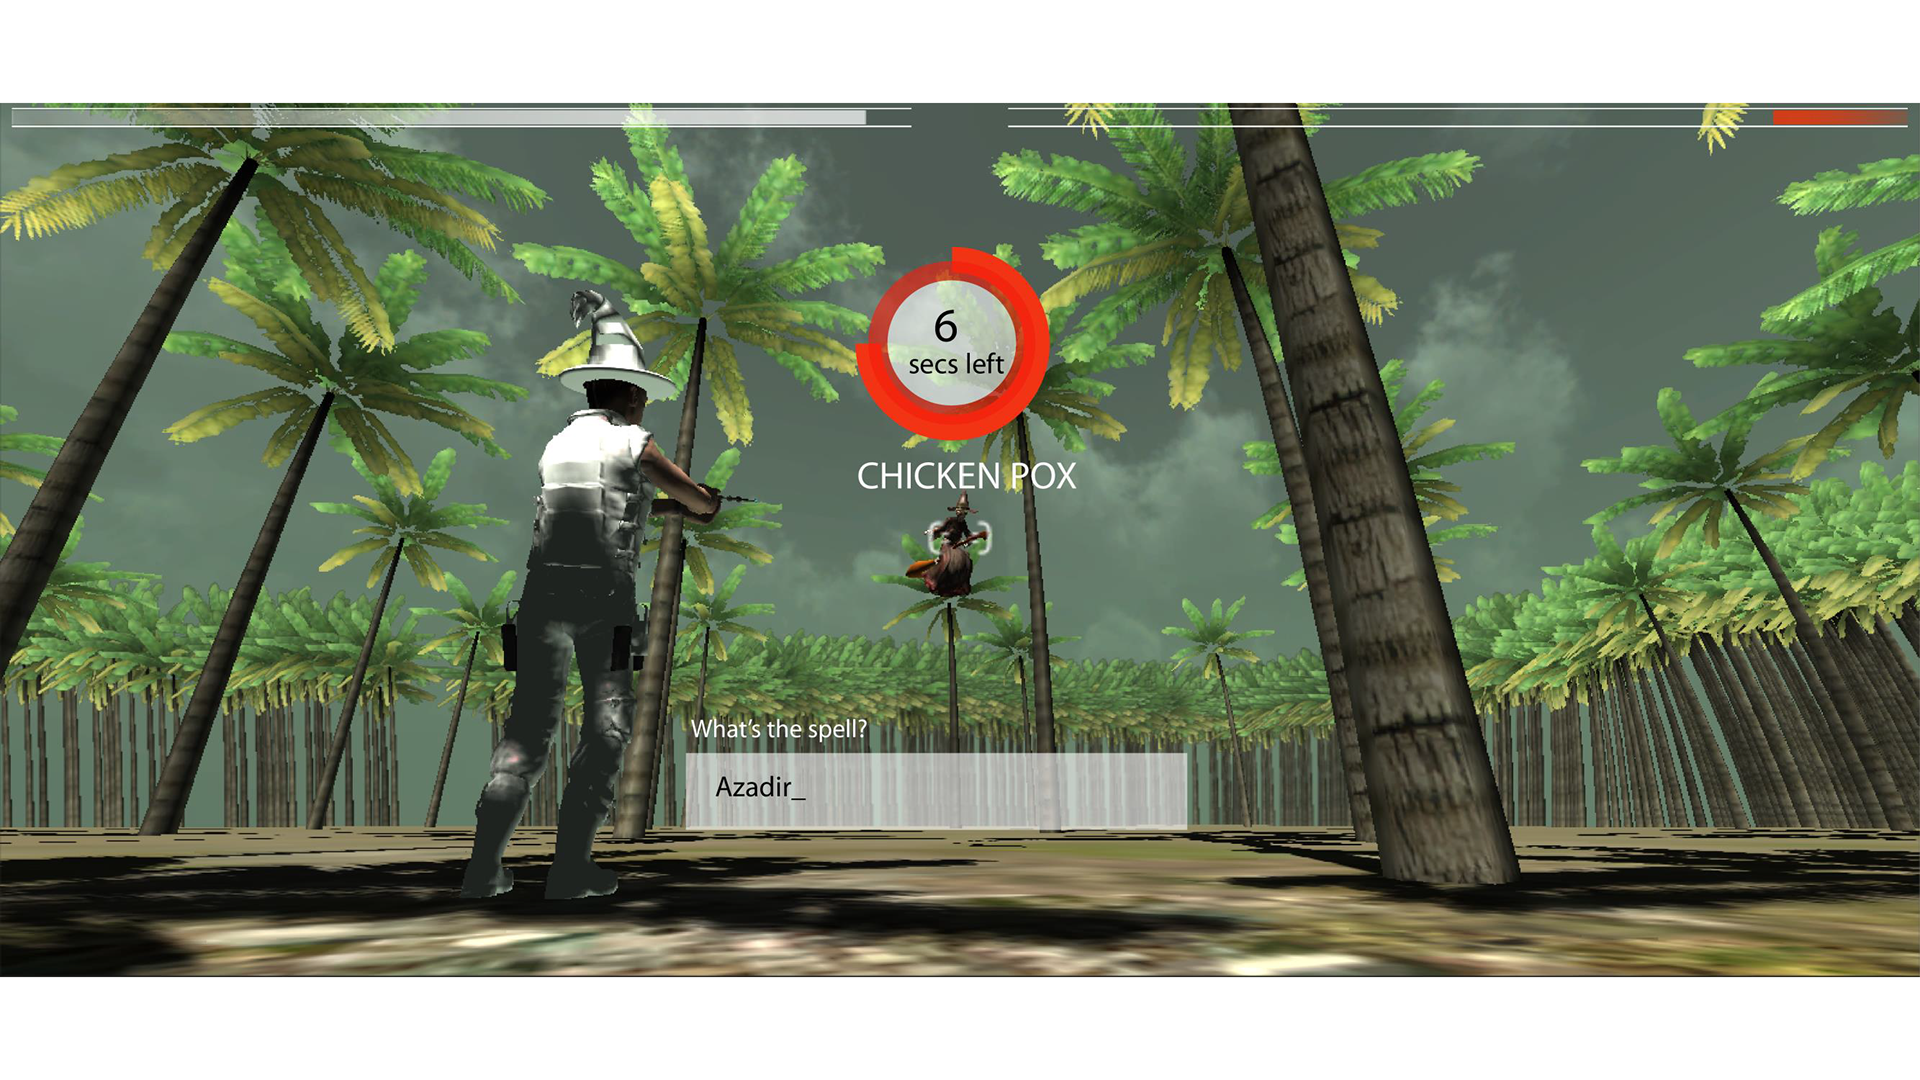 6
secs left
CHICKEN POX
What's the spell?
Azadir_